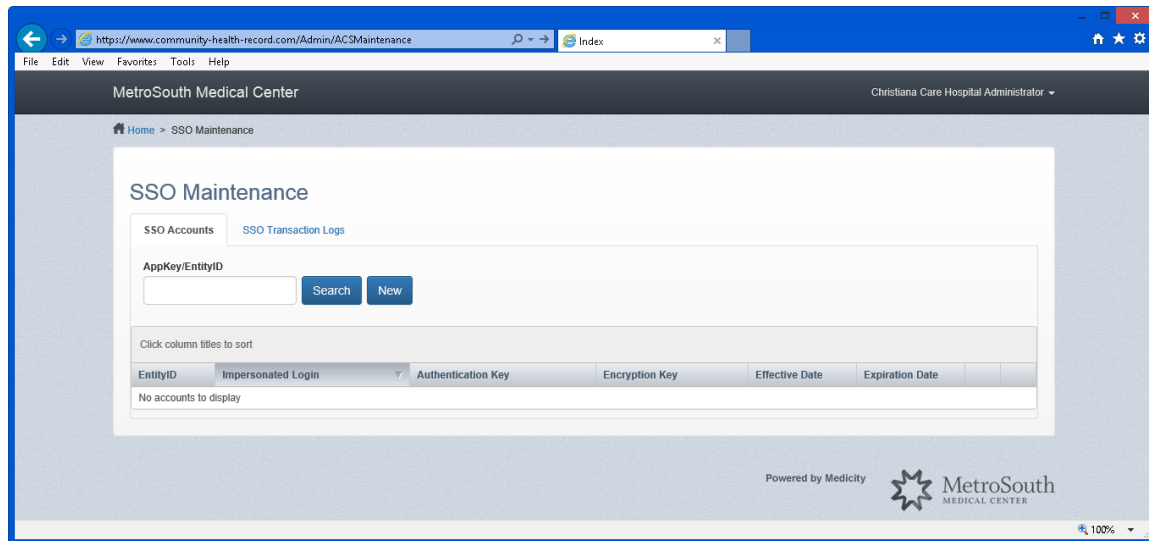 https://www.community-health-record.com/Admin/ACSMaintenance
Index
File Edit View Favorites Tools Help
MetroSouth Medical Center
Christiana Care Hospital Administrator
Home > SSO Maintenance
SSO Maintenance
SSO Accounts SSO Transaction Logs
AppKey/EntityID
Search New
Click column titles to sort
EntityID Impersonated Login Authentication Key Encryption Key Effective Date Expiration Date
No accounts to display
Powered by Medicity
MetroSouth
MEDICAL CENTER
100%